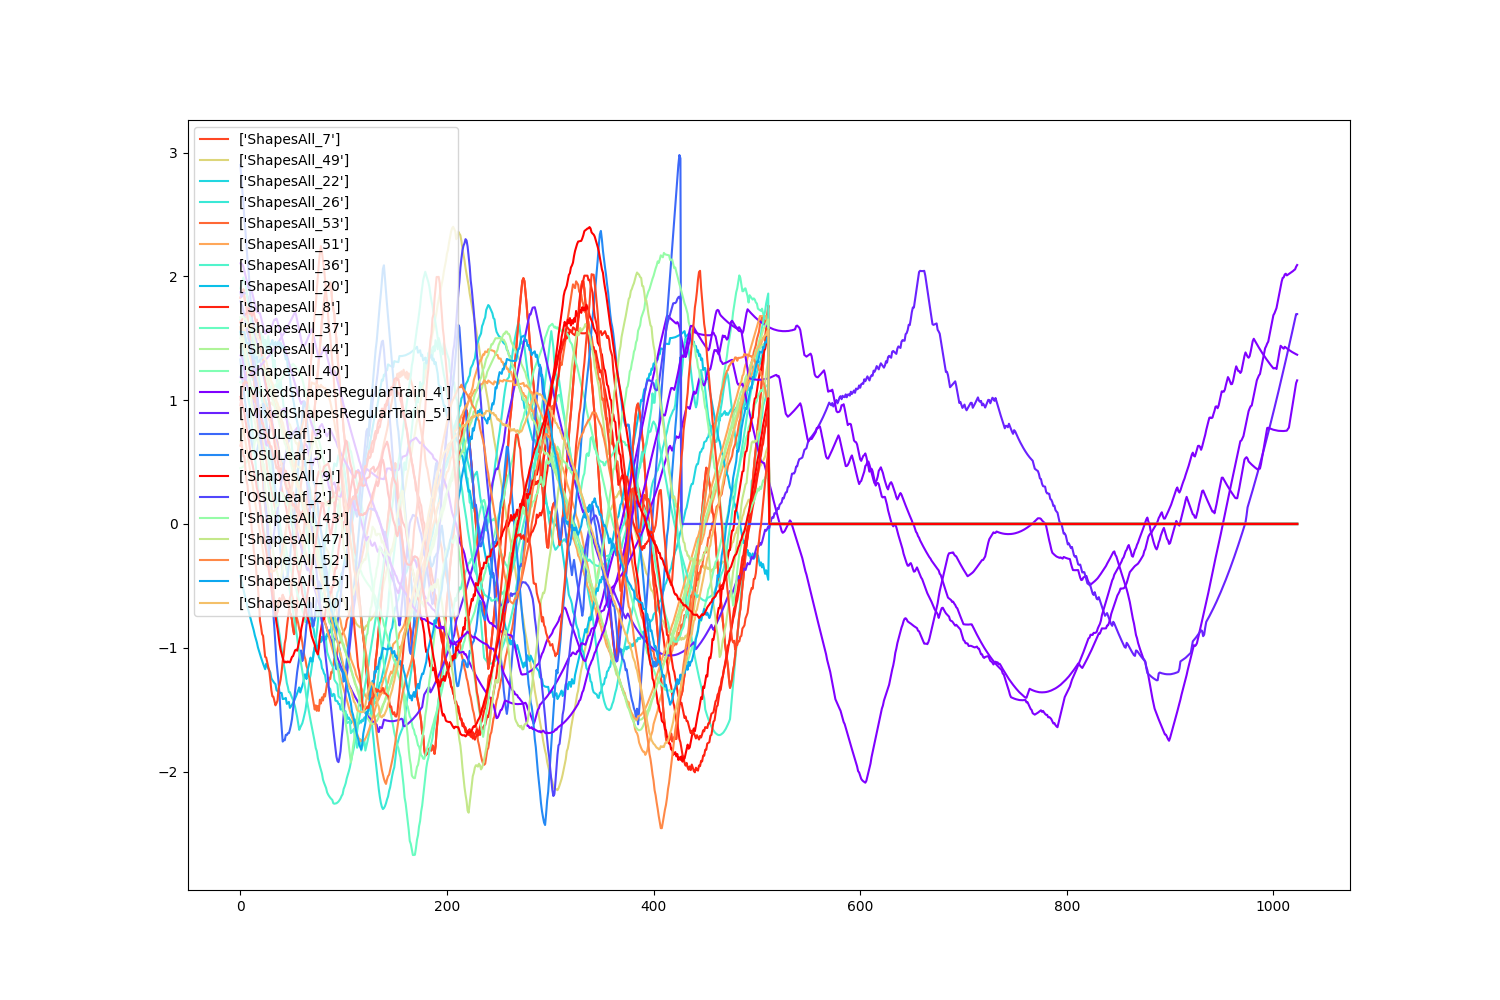 ['ShapesAll_7']
['ShapesAll_49']
['ShapesAll_22']
['ShapesAll_26']
['ShapesAll_53']
['ShapesAll_51']
['ShapesAll_36']
['ShapesAll_20']
['ShapesAll_8']
['ShapesAll_37']
['ShapesAll_44']
['ShapesAll_40']
['MixedShapesRegularTrain_4']
['MixedShapesRegularTrain_5']
['OSULeaf_3']
['OSULeaf_5']
['ShapesAll_9']
['OSULeaf_2']
['ShapesAll_43']
['ShapesAll_47']
['ShapesAll_52']
['ShapesAll_15']
['ShapesAll_50']
3
2
1
0
−1
−2
0 200 400 600 800 1000